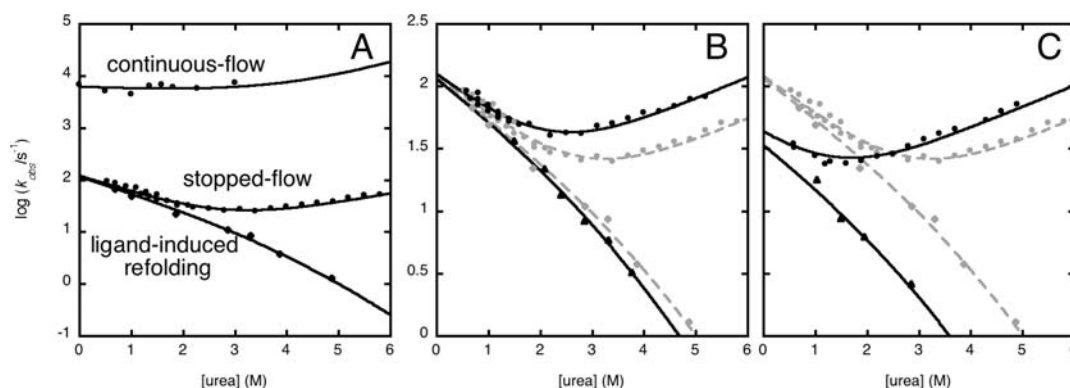 A
B
C
log (k_obs/s⁻¹)
5
4
3
2
1
0
-1
continuous-flow
stopped-flow
ligand-induced
refolding
0 1 2 3 4 5 6
[urea] (M)
2.5
2
1.5
1
0.5
0
0 1 2 3 4 5 6
[urea] (M)
0 1 2 3 4 5 6
[urea] (M)